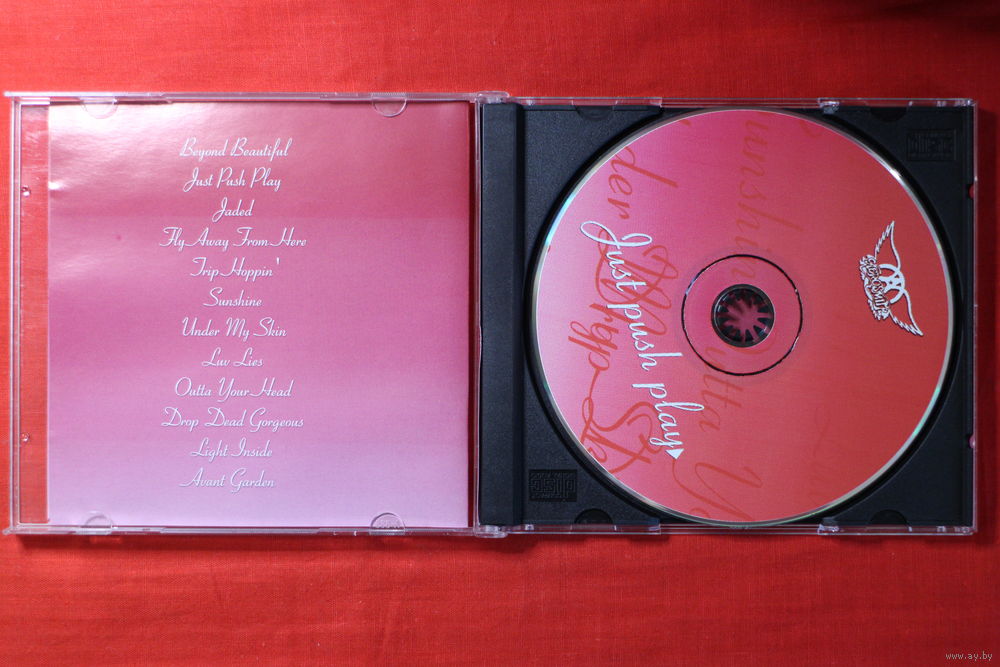 Beyond Beautiful
Just Push Play
Jaded
Fly Away From Here
Trip Hoppin'
Sunshine
Under My Skin
Luv Lies
Outta Your Head
Drop Dead Gorgeous
Light Inside
Avant Garden
Just push play
AEROSMITH
www.ay.by